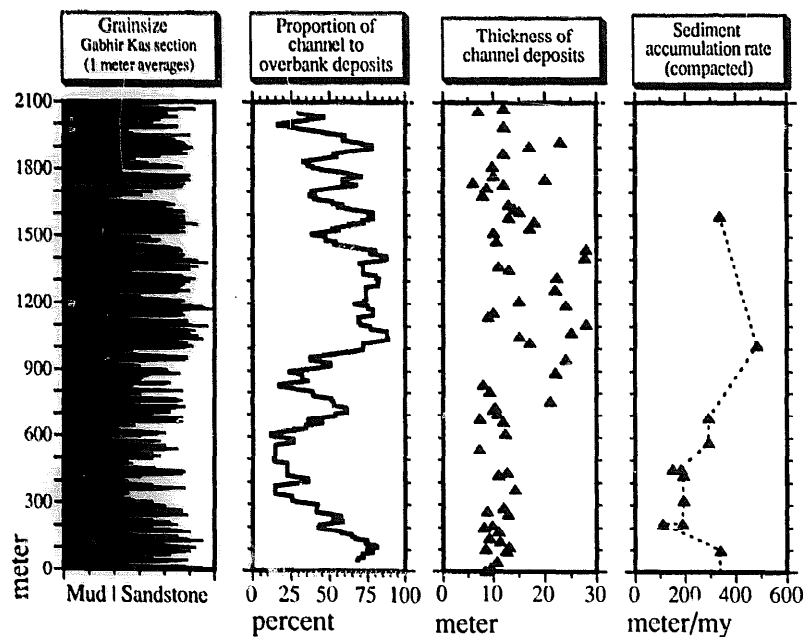 Grainsize
Gabhir Kas section
(1 meter averages)
Proportion of
channel to
overbank deposits
Thickness of
channel deposits
Sediment
accumulation rate
(compacted)
2100
1800
1500
1200
900
600
300
0
meter
Mud | Sandstone
0 25 50 75 100
percent
0 10 20 30
meter
0 200 400 600
meter/my